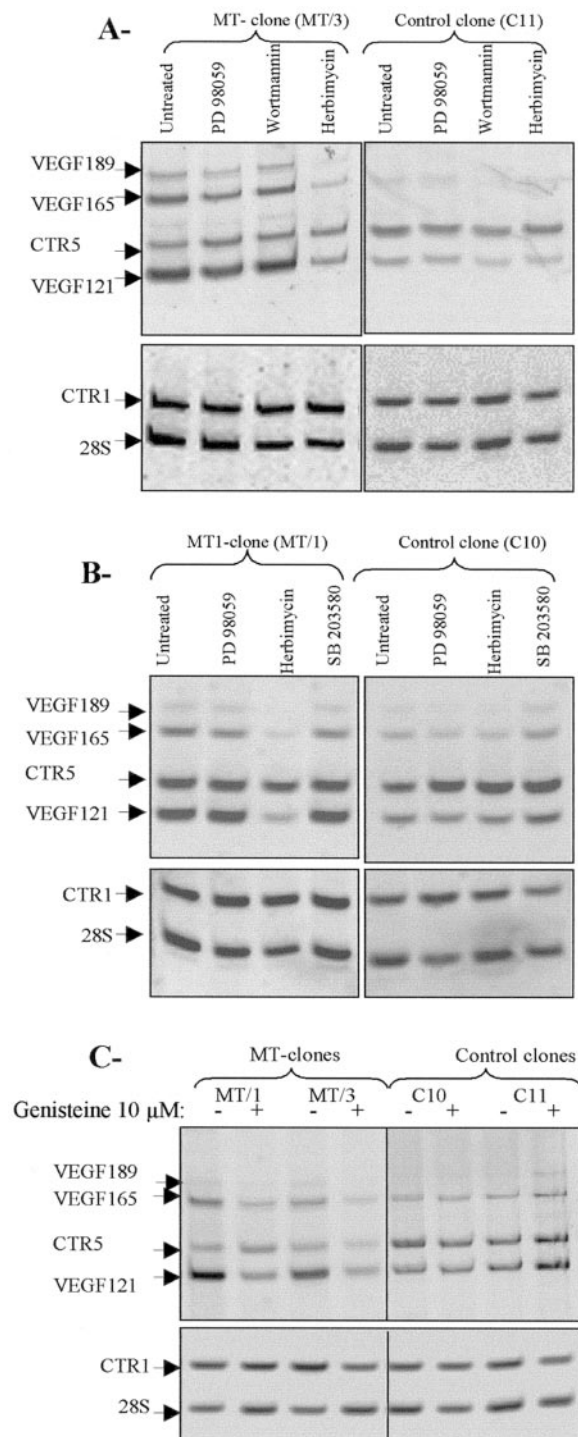 A-
MT- clone (MT/3) Control clone (C11)
Untreated PD 98059 Wortmannin Herbimycin Untreated PD 98059 Wortmannin Herbimycin
VEGF189
VEGF165
CTR5
VEGF121
CTR1
28S
B-
MT1-clone (MT/1) Control clone (C10)
Untreated PD 98059 Herbimycin SB 203580 Untreated PD 98059 Herbimycin SB 203580
VEGF189
VEGF165
CTR5
VEGF121
CTR1
28S
C-
MT-clones Control clones
MT/1 MT/3 C10 C11
Genisteine 10 µM: - + - + - + - +
VEGF189
VEGF165
CTR5
VEGF121
CTR1
28S